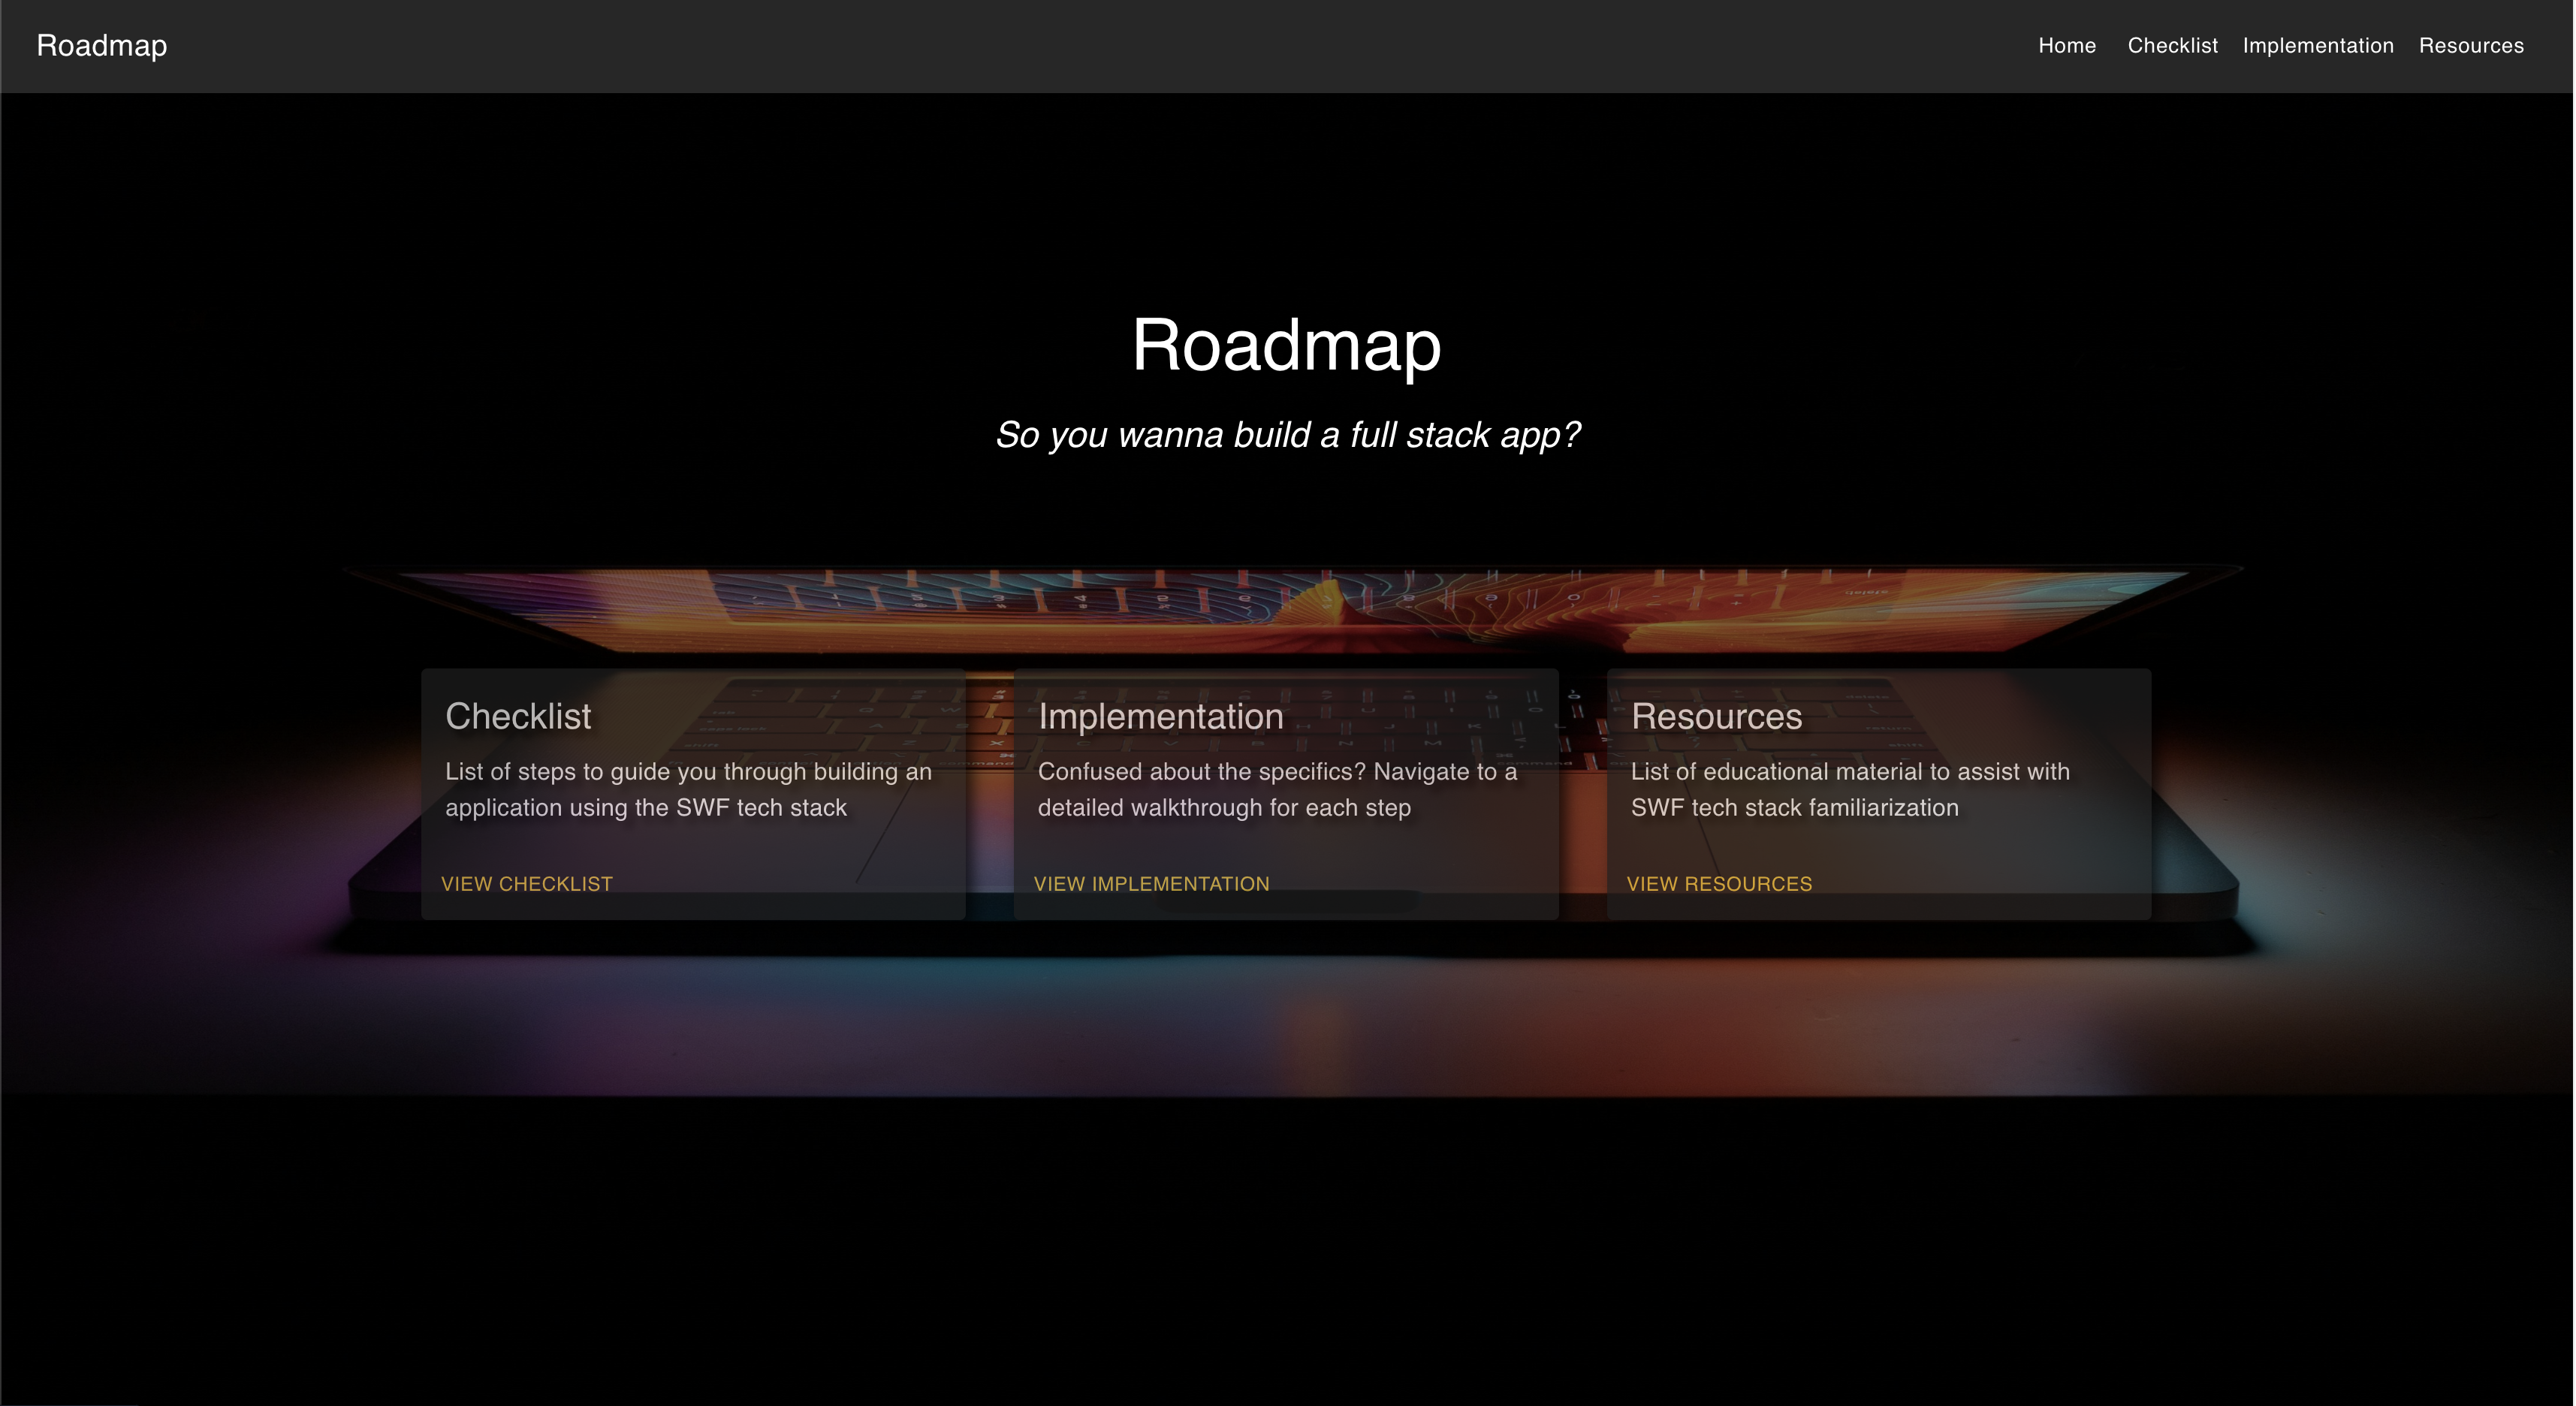 Roadmap
Home Checklist Implementation Resources
Roadmap
So you wanna build a full stack app?
Checklist
List of steps to guide you through building an
application using the SWF tech stack
VIEW CHECKLIST
Implementation
Confused about the specifics? Navigate to a
detailed walkthrough for each step
VIEW IMPLEMENTATION
Resources
List of educational material to assist with
SWF tech stack familiarization
VIEW RESOURCES